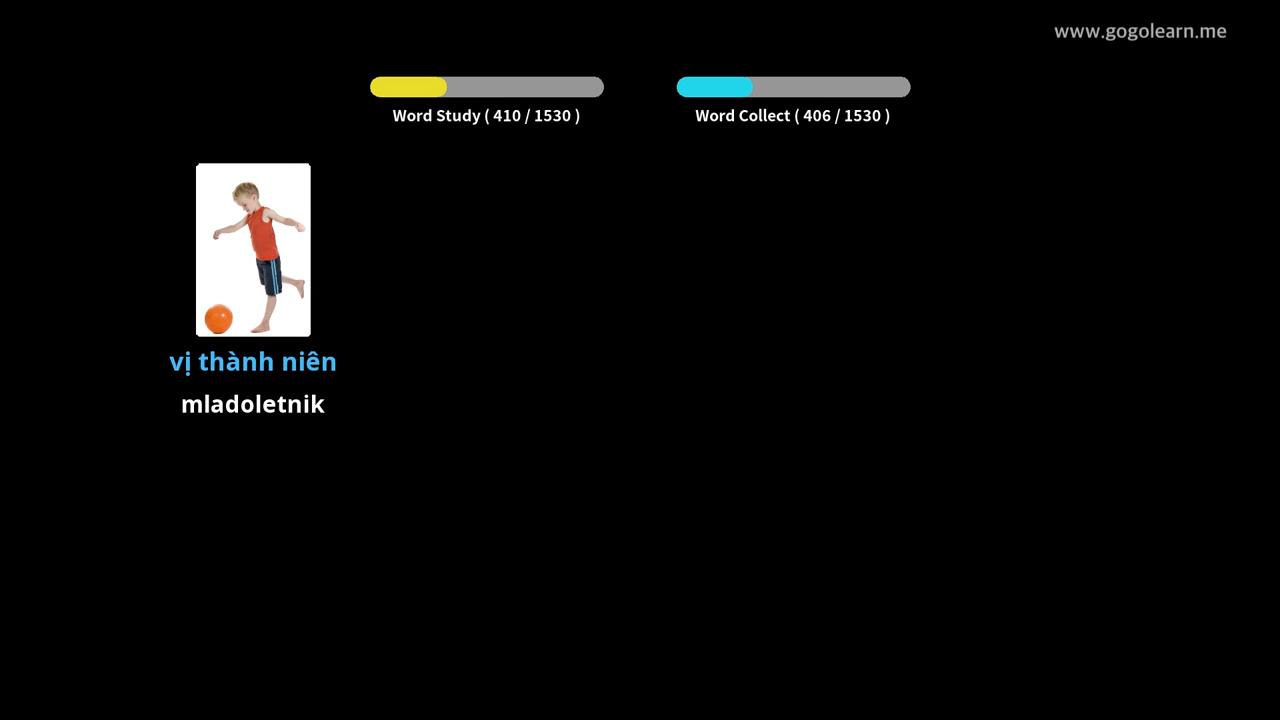 www.gogolearn.me
Word Study ( 410 / 1530 )
Word Collect ( 406 / 1530 )
vị thành niên
mladoletnik